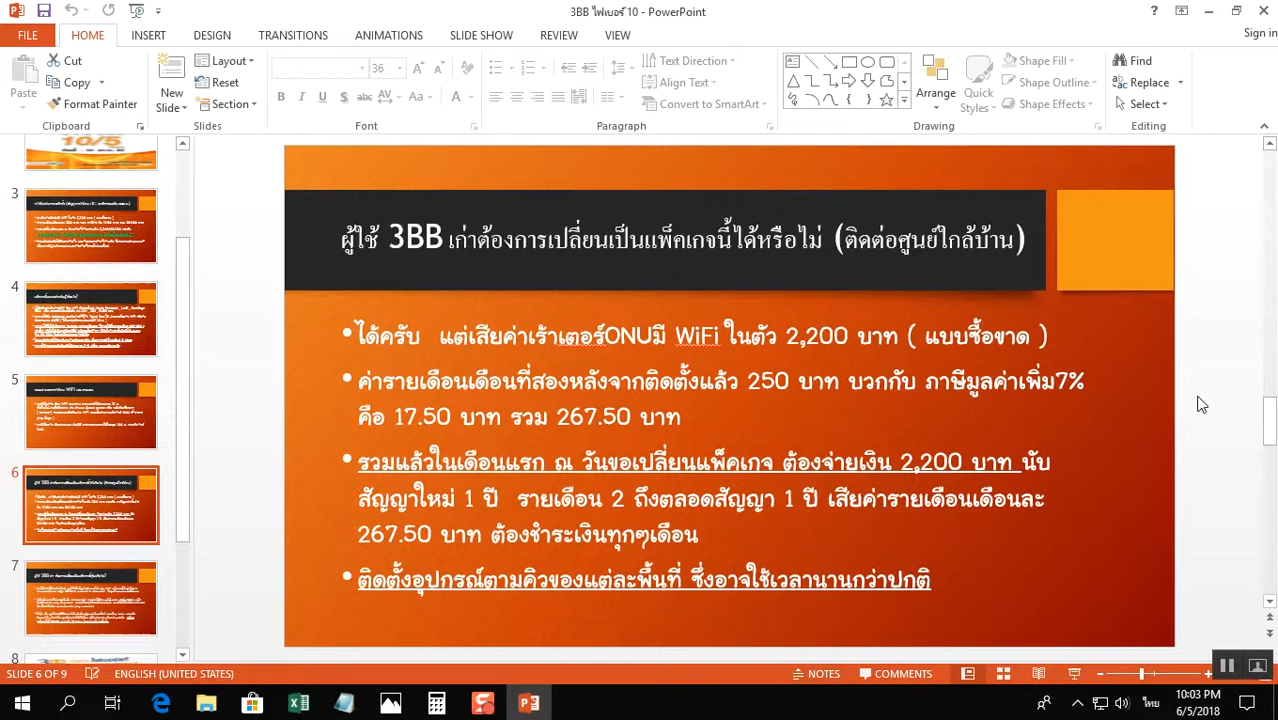 3BB ไฟเบอร์ 10 - PowerPoint
Sign in
FILE HOME INSERT DESIGN TRANSITIONS ANIMATIONS SLIDE SHOW REVIEW VIEW
Paste
Cut
Copy
Format Painter
Clipboard
New Slide
Layout
Reset
Section
Slides
36
Font
Text Direction
Align Text
Convert to SmartArt
Paragraph
Arrange
Quick Styles
Shape Fill
Shape Outline
Shape Effects
Drawing
Find
Replace
Select
Editing
10/5
3
4
5
6
7
8
ผู้ใช้ 3BB เก่าต้องการเปลี่ยนเป็นแพ็คเกจนี้ได้หรือไม่ (ติดต่อศูนย์ใกล้บ้าน)
•ได้ครับ แต่เสียค่าเร้าเตอร์ONUมี WiFi ในตัว 2,200 บาท ( แบบซื้อขาด )
•ค่ารายเดือนเดือนที่สองหลังจากติดตั้งแล้ว 250 บาท บวกกับ ภาษีมูลค่าเพิ่ม7%
คือ 17.50 บาท รวม 267.50 บาท
•รวมแล้วในเดือนแรก ณ วันขอเปลี่ยนแพ็คเกจ ต้องจ่ายเงิน 2,200 บาท นับ
สัญญาใหม่ 1 ปี รายเดือน 2 ถึงตลอดสัญญา 1 ปี เสียค่ารายเดือนเดือนละ
267.50 บาท ต้องชำระเงินทุกๆเดือน
•ติดตั้งอุปกรณ์ตามคิวของแต่ละพื้นที่ ซึ่งอาจใช้เวลานานกว่าปกติ
SLIDE 6 OF 9 ENGLISH (UNITED STATES) NOTES COMMENTS
ไทย
10:03 PM
6/5/2018